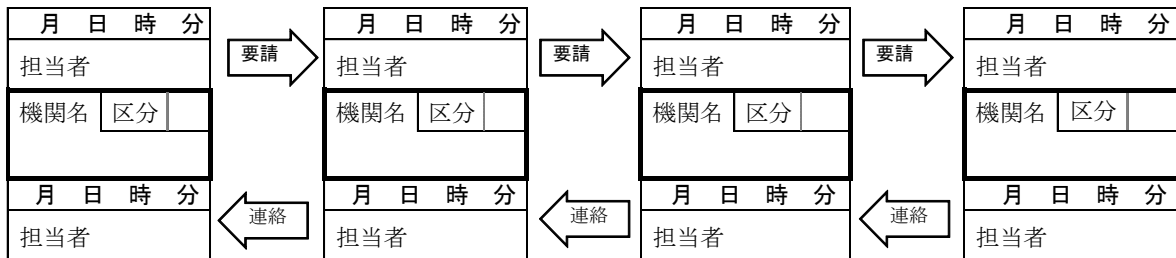 月 日 時 分 月 日 時 分 月 日 時 分 月 日 時 分
担当者 要請 担当者 要請 担当者 要請 担当者
機関名 区分 機関名 区分 機関名 区分 機関名 区分
月 日 時 分 月 日 時 分 月 日 時 分 月 日 時 分
担当者 連絡 担当者 連絡 担当者 連絡 担当者